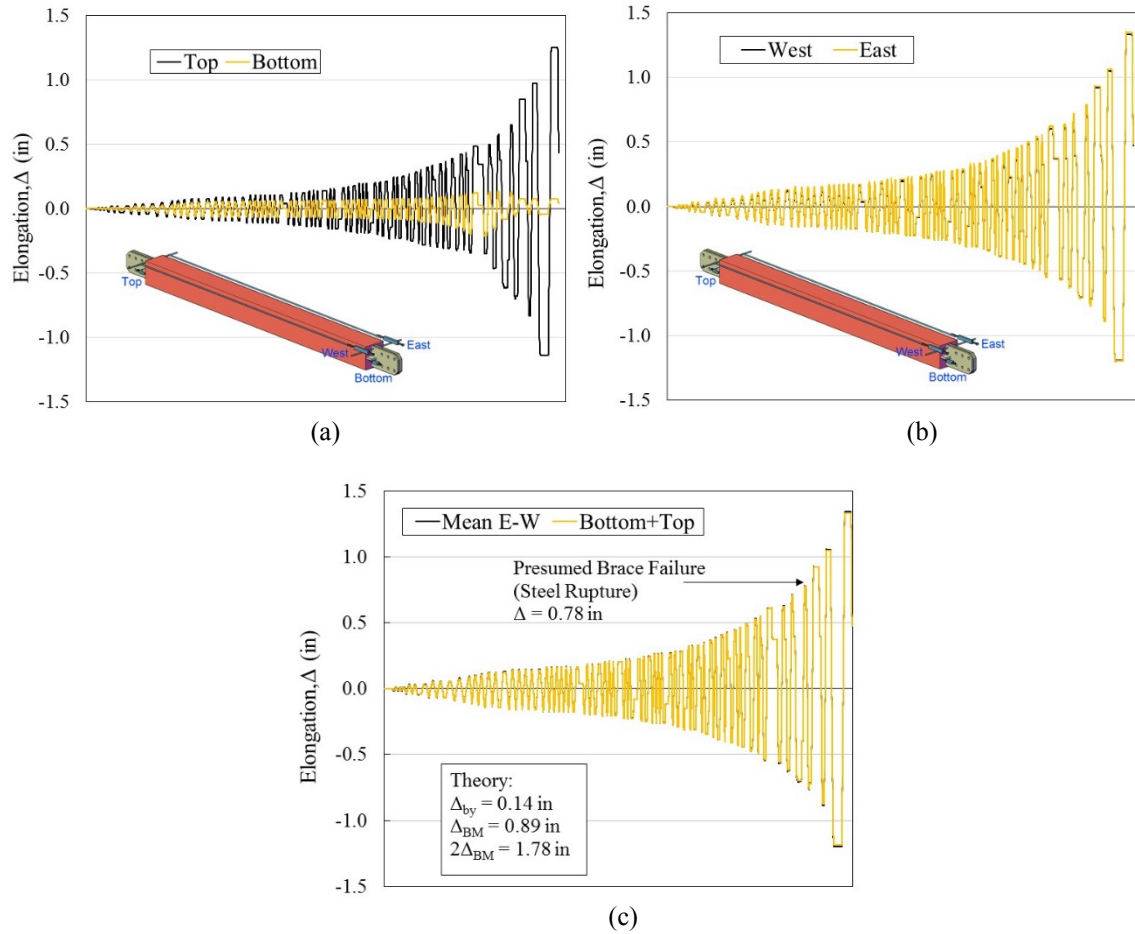 1.5
1.0
0.5
0.0
-0.5
-1.0
-1.5
Elongation,Δ (in)
Top Bottom
Top
West
East
Bottom
(a)
1.5
1.0
0.5
0.0
-0.5
-1.0
-1.5
Elongation,Δ (in)
West East
Top
West
East
Bottom
(b)
1.5
1.0
0.5
0.0
-0.5
-1.0
-1.5
Elongation,Δ (in)
Mean E-W Bottom+Top
Presumed Brace Failure
(Steel Rupture)
Δ = 0.78 in
Theory:
Δby = 0.14 in
ΔBM = 0.89 in
2ΔBM = 1.78 in
(c)